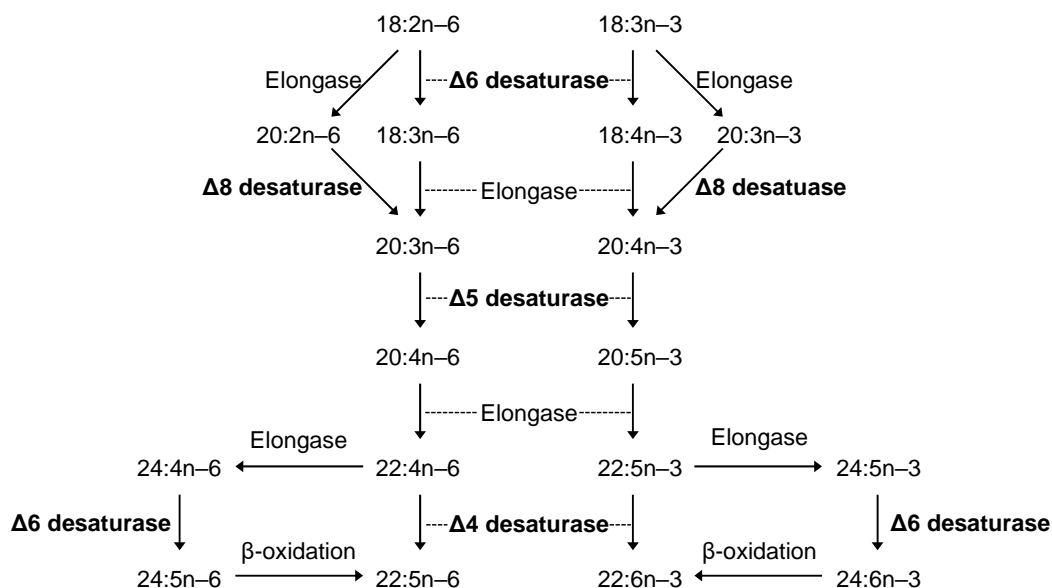 18:2n–6 18:3n–3
Elongase Δ6 desaturase Elongase
20:2n–6 18:3n–6 18:4n–3 20:3n–3
Δ8 desaturase Elongase Δ8 desatuase
20:3n–6 20:4n–3
Δ5 desaturase
20:4n–6 20:5n–3
Elongase
Elongase Elongase
24:4n–6 22:4n–6 22:5n–3 24:5n–3
Δ6 desaturase Δ4 desaturase Δ6 desaturase
β-oxidation β-oxidation
24:5n–6 22:5n–6 22:6n–3 24:6n–3